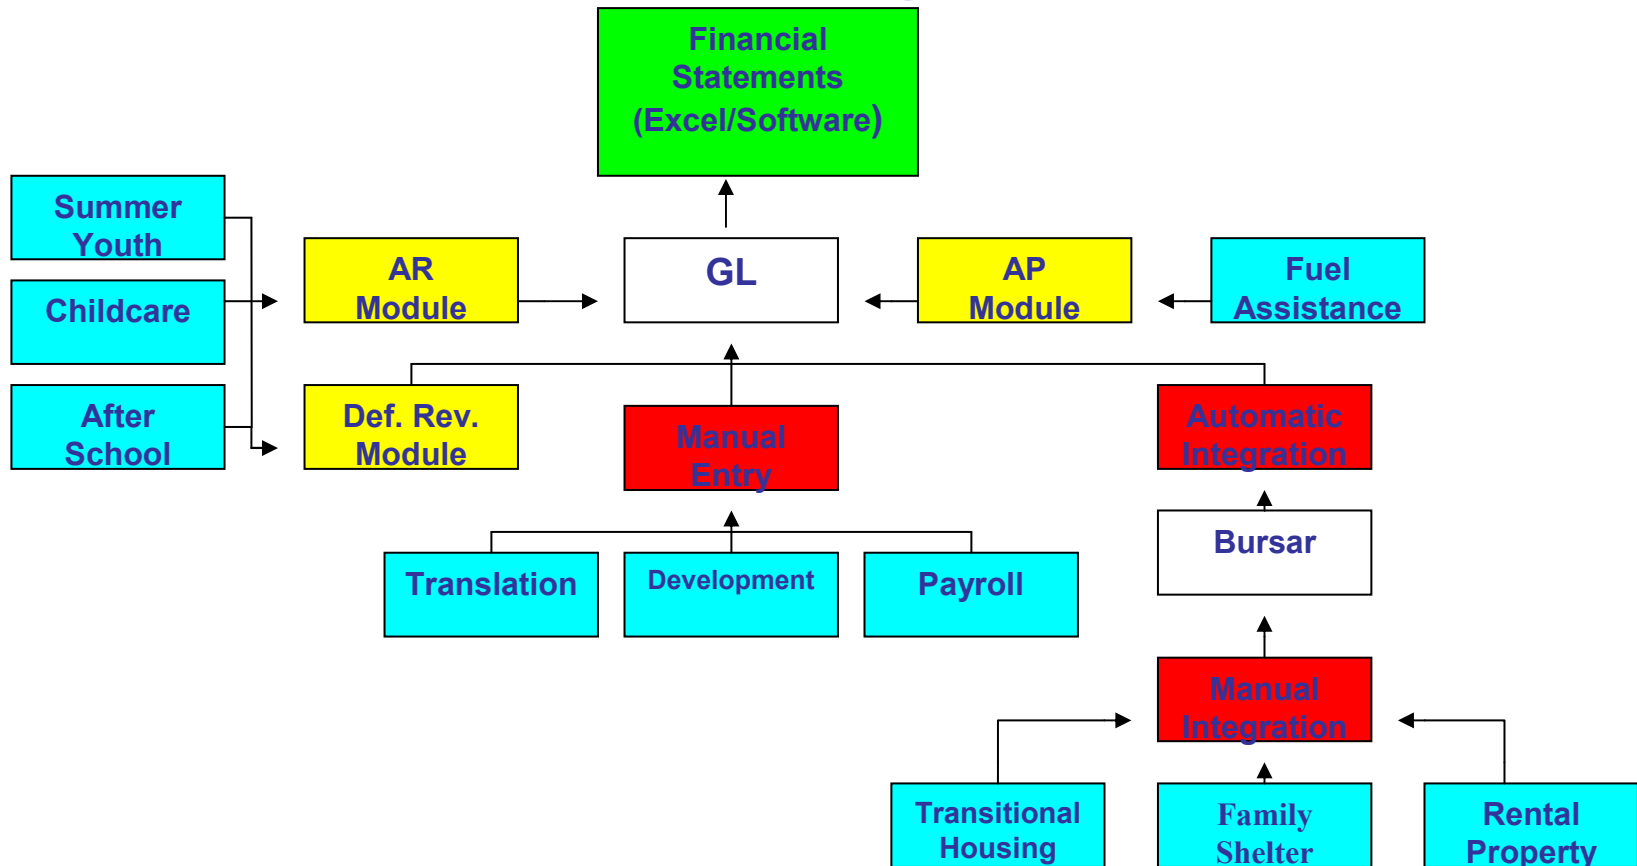 Financial
Statements
(Excel/Software)
Summer
Youth
AR
Module
GL
AP
Module
Fuel
Assistance
Childcare
After
School
Def. Rev.
Module
Manual
Entry
Automatic
Integration
Bursar
Translation
Development
Payroll
Manual
Integration
Transitional
Housing
Family
Shelter
Rental
Property